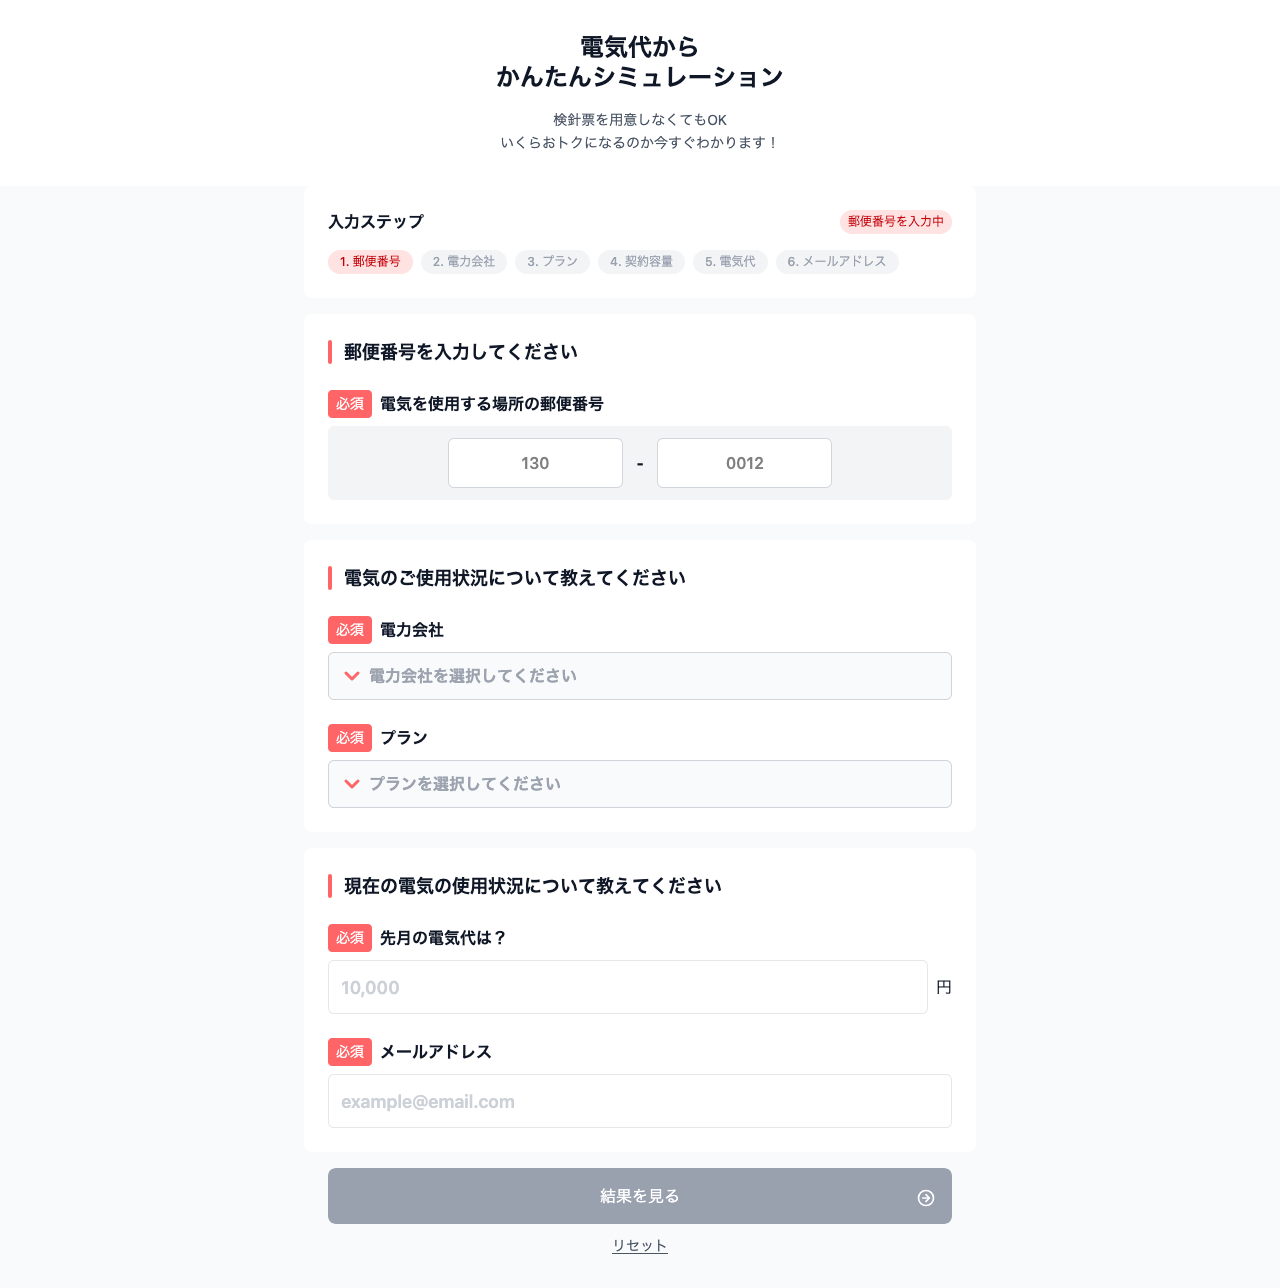 電気代から
かんたんシミュレーション
検針票を用意しなくてもOK
いくらおトクになるのか今すぐわかります！
入力ステップ
郵便番号を入力中
1. 郵便番号
2. 電力会社
3. プラン
4. 契約容量
5. 電気代
6. メールアドレス
郵便番号を入力してください
必須 電気を使用する場所の郵便番号
130 - 0012
電気のご使用状況について教えてください
必須 電力会社
電力会社を選択してください
必須 プラン
プランを選択してください
現在の電気の使用状況について教えてください
必須 先月の電気代は？
10,000 円
必須 メールアドレス
example@email.com
結果を見る
リセット